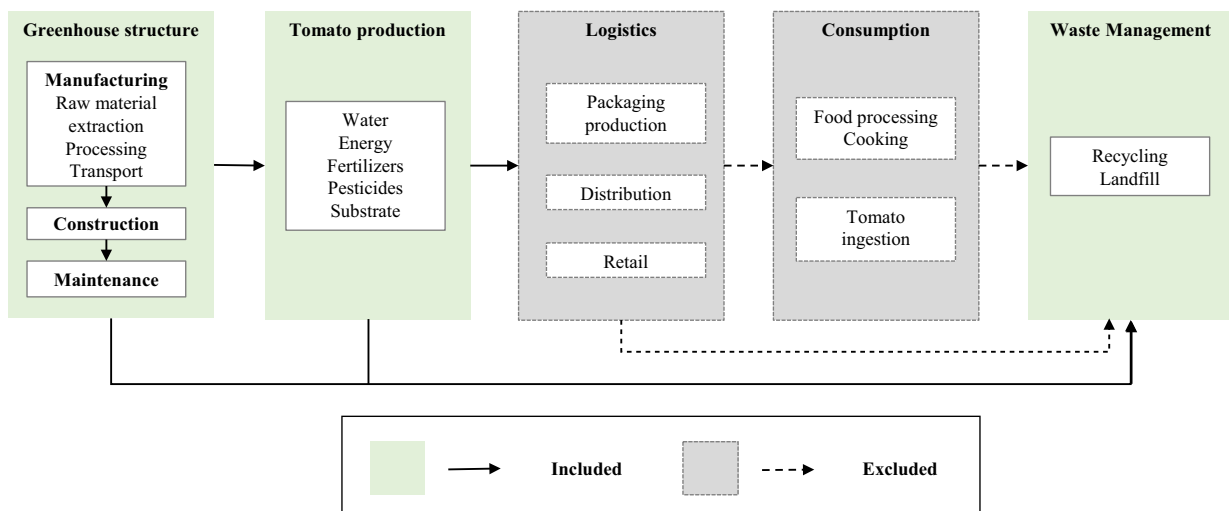 Greenhouse structure
Manufacturing
Raw material
extraction
Processing
Transport
Construction
Maintenance
Tomato production
Water
Energy
Fertilizers
Pesticides
Substrate
Logistics
Packaging
production
Distribution
Retail
Consumption
Food processing
Cooking
Tomato
ingestion
Waste Management
Recycling
Landfill
Included
Excluded